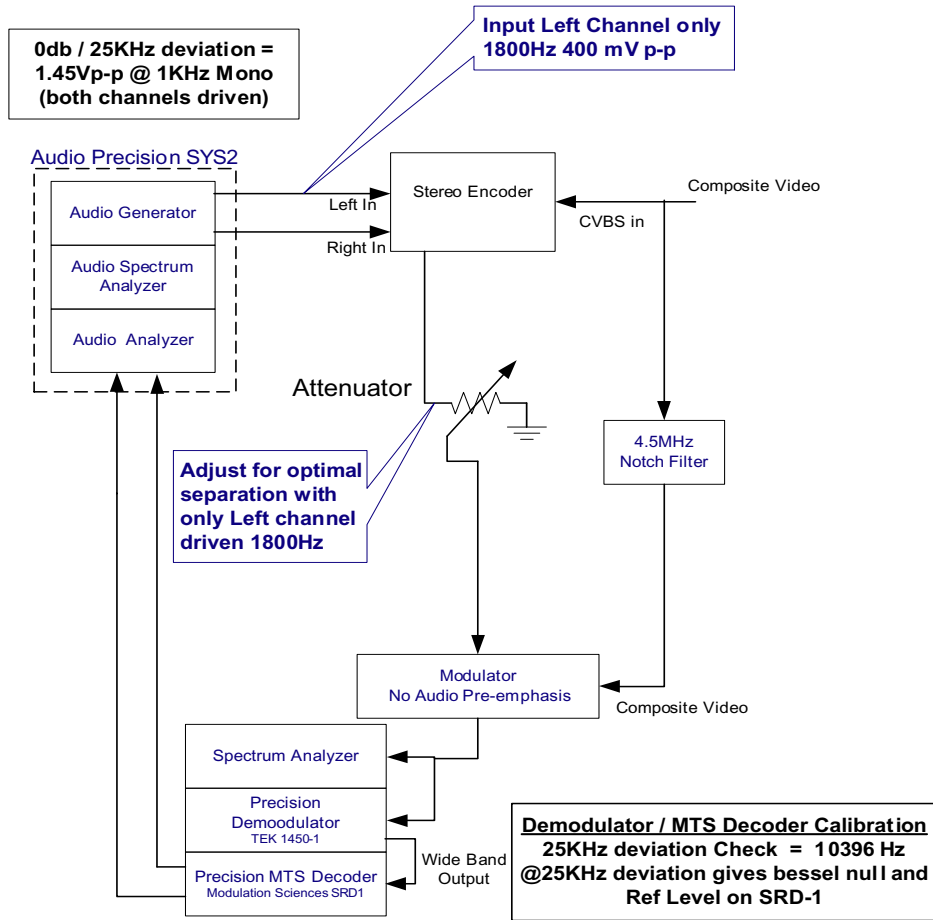 Input Left Channel only
1800Hz 400 mV p-p
0db / 25KHz deviation =
1.45Vp-p @ 1KHz Mono
(both channels driven)
Audio Precision SYS2
Audio Generator
Audio Spectrum
Analyzer
Audio Analyzer
Left In
Right In
Stereo Encoder
Composite Video
CVBS in
Attenuator
4.5MHz
Notch Filter
Adjust for optimal
separation with
only Left channel
driven 1800Hz
Modulator
No Audio Pre-emphasis
Composite Video
Spectrum Analyzer
Precision
Demoodulator
TEK 1450-1
Wide Band
Output
Precision MTS Decoder
Modulation Sciences SRD1
Demodulator / MTS Decoder Calibration
25KHz deviation Check = 10396 Hz
@25KHz deviation gives bessel null and
Ref Level on SRD-1